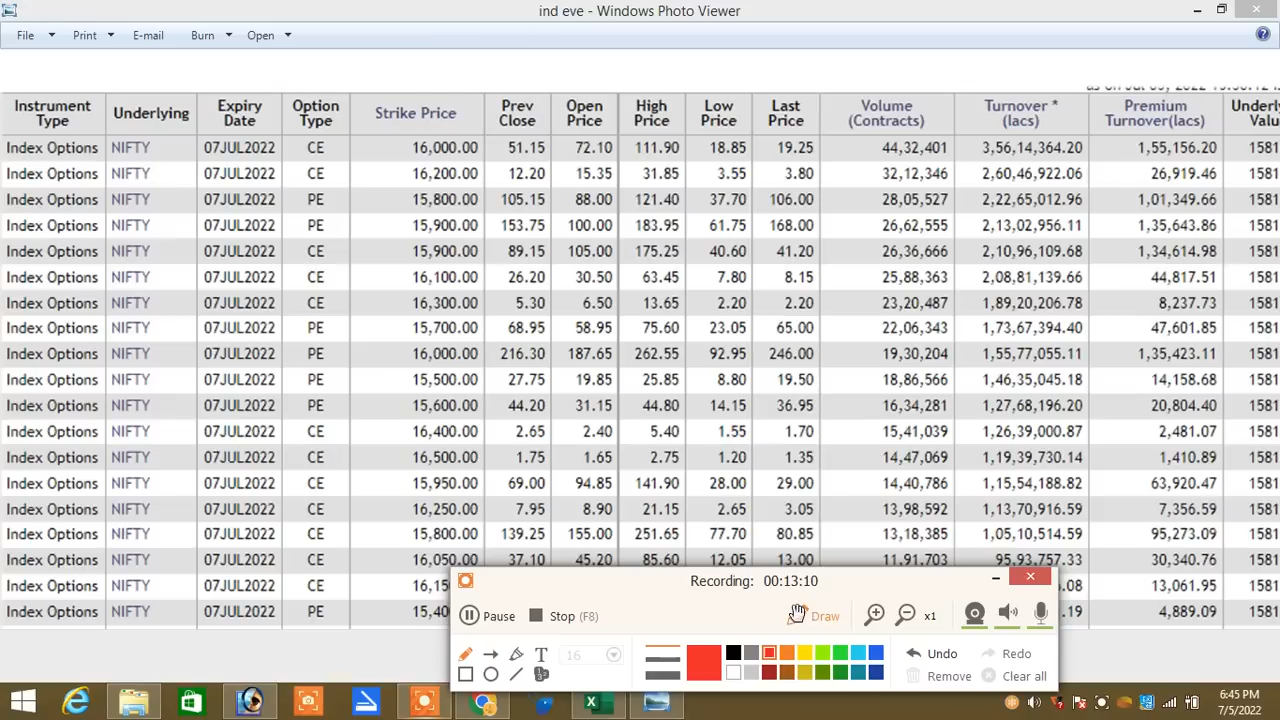 ind eve - Windows Photo Viewer
File Print E-mail Burn Open
Instrument Type Underlying Expiry Date Option Type Strike Price Prev Close Open Price High Price Low Price Last Price Volume (Contracts) Turnover * (lacs) Premium Turnover(lacs)
Index Options NIFTY 07JUL2022 CE 16,000.00 51.15 72.10 111.90 18.85 19.25 44,32,401 3,56,14,364.20 1,55,156.20 1581
Index Options NIFTY 07JUL2022 CE 16,200.00 12.20 15.35 31.85 3.55 3.80 32,12,346 2,60,46,922.06 26,919.46 1581
Index Options NIFTY 07JUL2022 PE 15,800.00 105.15 88.00 121.40 37.70 106.00 28,05,527 2,22,65,012.96 1,01,349.66 1581
Index Options NIFTY 07JUL2022 PE 15,900.00 153.75 100.00 183.95 61.75 168.00 26,62,555 2,13,02,956.11 1,35,643.86 1581
Index Options NIFTY 07JUL2022 CE 15,900.00 89.15 105.00 175.25 40.60 41.20 26,36,666 2,10,96,109.68 1,34,614.98 1581
Index Options NIFTY 07JUL2022 CE 16,100.00 26.20 30.50 63.45 7.80 8.15 25,88,363 2,08,81,139.66 44,817.51 1581
Index Options NIFTY 07JUL2022 CE 16,300.00 5.30 6.50 13.65 2.20 2.20 23,20,487 1,89,20,206.78 8,237.73 1581
Index Options NIFTY 07JUL2022 PE 15,700.00 68.95 58.95 75.60 23.05 65.00 22,06,343 1,73,67,394.40 47,601.85 1581
Index Options NIFTY 07JUL2022 PE 16,000.00 216.30 187.65 262.55 92.95 246.00 19,30,204 1,55,77,055.11 1,35,423.11 1581
Index Options NIFTY 07JUL2022 PE 15,500.00 27.75 19.85 25.85 8.80 19.50 18,86,566 1,46,35,045.18 14,158.68 1581
Index Options NIFTY 07JUL2022 PE 15,600.00 44.20 31.15 44.80 14.15 36.95 16,34,281 1,27,68,196.20 20,804.40 1581
Index Options NIFTY 07JUL2022 CE 16,400.00 2.65 2.40 5.40 1.55 1.70 15,41,039 1,26,39,000.87 2,481.07 1581
Index Options NIFTY 07JUL2022 CE 16,500.00 1.75 1.65 2.75 1.20 1.35 14,47,069 1,19,39,730.14 1,410.89 1581
Index Options NIFTY 07JUL2022 CE 15,950.00 69.00 94.85 141.90 28.00 29.00 14,40,786 1,15,54,188.82 63,920.47 1581
Index Options NIFTY 07JUL2022 CE 16,250.00 7.95 8.90 21.15 2.65 3.05 13,98,592 1,13,70,916.59 7,356.59 1581
Index Options NIFTY 07JUL2022 CE 15,800.00 139.25 155.00 251.65 77.70 80.85 13,18,385 1,05,10,514.59 95,273.09 1581
Index Options NIFTY 07JUL2022 CE 16,050.00 37.10 45.20 85.60 12.05 13.00 11,91,703 95,93,757.33 30,340.76 1581
Index Options NIFTY 07JUL2022 CE 16,15 .08 13,061.95 1581
Index Options NIFTY 07JUL2022 PE 15,40 .19 4,889.09 1581
Recording: 00:13:10
Pause Stop (F8) Draw x1
T 16 Undo Redo
Remove Clear all
6:45 PM
7/5/2022